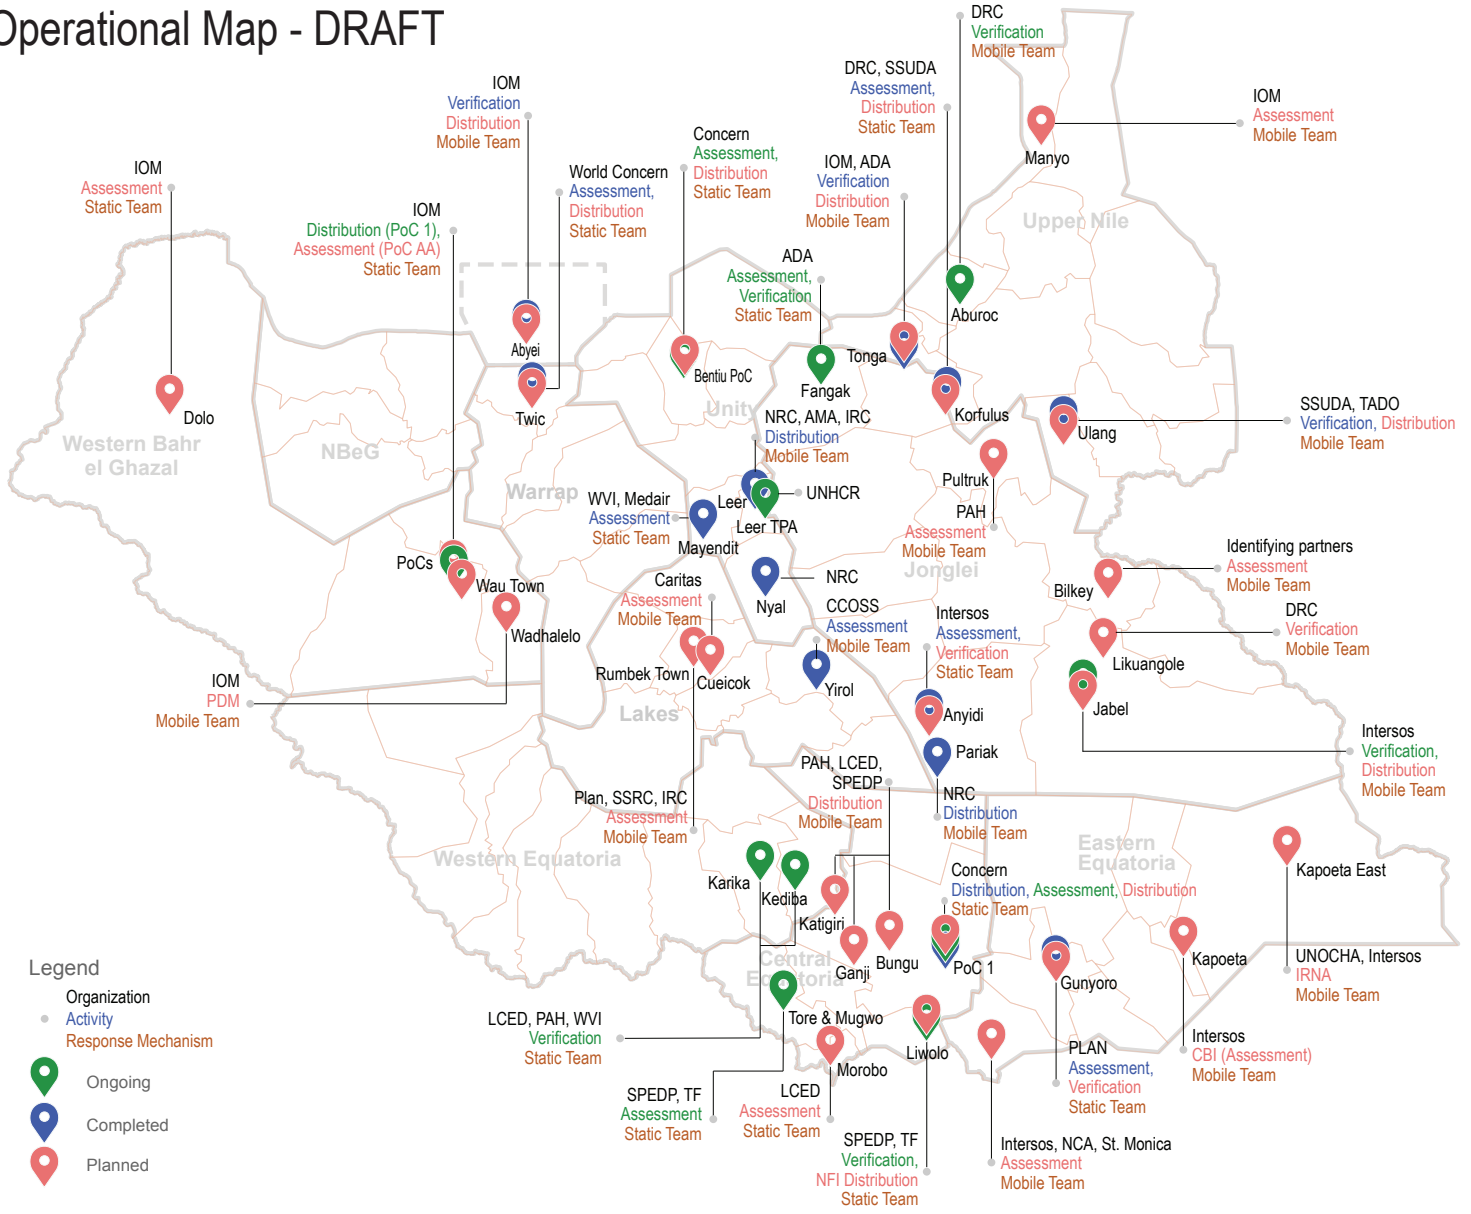 Operational Map - DRAFT
DRC
Verification
Mobile Team
DRC, SSUDA
Assessment,
Distribution
Static Team
IOM
Assessment
Mobile Team
Manyo
IOM
Verification
Distribution
Mobile Team
Concern
Assessment,
Distribution
Static Team
IOM, ADA
Verification
Distribution
Mobile Team
IOM
Assessment
Static Team
World Concern
Assessment,
Distribution
Static Team
IOM
Distribution (PoC 1),
Assessment (PoC AA)
Static Team
Upper Nile
ADA
Assessment,
Verification
Static Team
Aburoc
Abyei
Tonga
Bentiu PoC
Fangak
Dolo
Twic
Unity
Korfulus
Ulang
SSUDA, TADO
Verification, Distribution
Mobile Team
NRC, AMA, IRC
Distribution
Mobile Team
Western Bahr
el Ghazal
NBeG
Warrap
Pultruk
PAH
Assessment
Mobile Team
WVI, Medair
Assessment
Static Team
Leer
UNHCR
Leer TPA
Mayendit
PoCs
Wau Town
Wadhalelo
Jonglei
Identifying partners
Assessment
Mobile Team
Bilkey
Caritas
Assessment
Mobile Team
NRC
Nyal
CCOSS
Assessment
Mobile Team
Intersos
Assessment,
Verification
Static Team
DRC
Verification
Mobile Team
Likuangole
Rumbek Town
Cueicok
Yirol
IOM
PDM
Mobile Team
Lakes
Anyidi
Jabel
Pariak
Intersos
Verification,
Distribution
Mobile Team
PAH, LCED,
SPEDP
Distribution
Mobile Team
NRC
Distribution
Mobile Team
Plan, SSRC, IRC
Assessment
Mobile Team
Western Equatoria
Eastern
Equatoria
Kapoeta East
Karika
Kediba
Katigiri
Concern
Distribution, Assessment, Distribution
Static Team
Ganji
Bungu
PoC 1
Gunyoro
Kapoeta
UNOCHA, Intersos
IRNA
Mobile Team
Central
Equatoria
Legend
Organization
Activity
Response Mechanism
Ongoing
Completed
Planned
LCED, PAH, WVI
Verification
Static Team
Tore & Mugwo
Morobo
Liwolo
PLAN
Assessment,
Verification
Static Team
Intersos
CBI (Assessment)
Mobile Team
SPEDP, TF
Assessment
Static Team
LCED
Assessment
Static Team
SPEDP, TF
Verification,
NFI Distribution
Static Team
Intersos, NCA, St. Monica
Assessment
Mobile Team